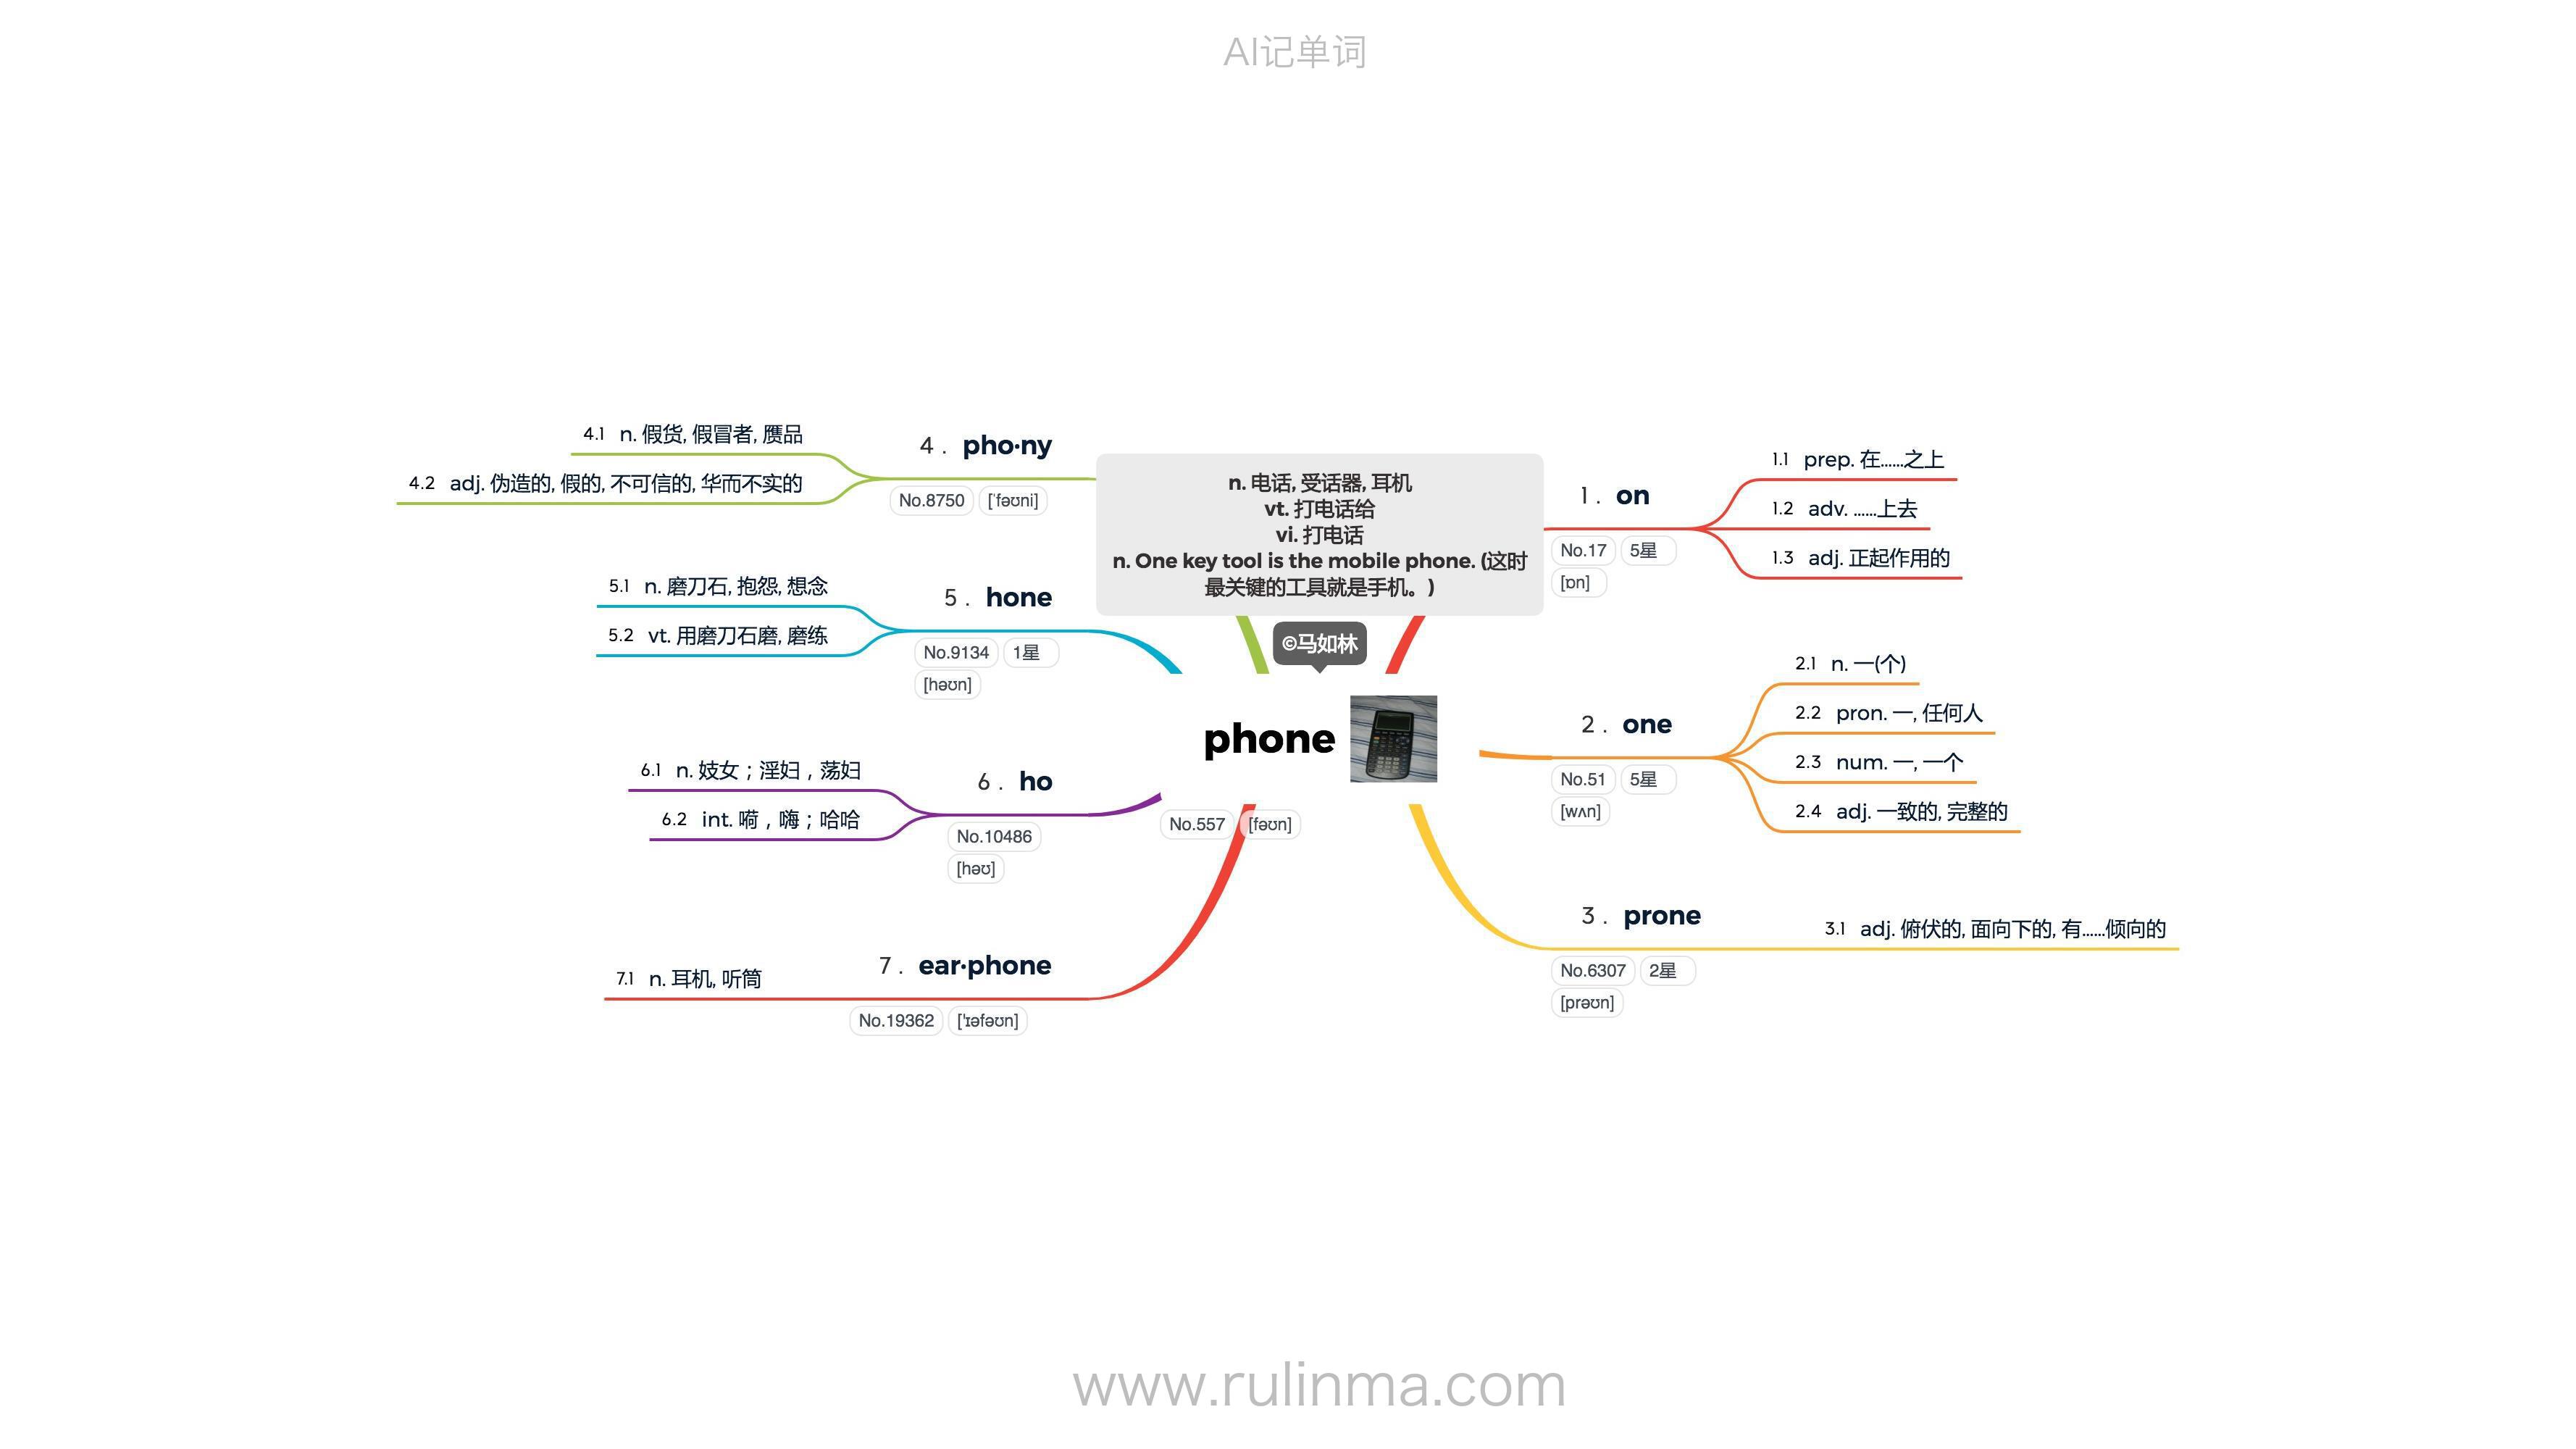 AI记单词
n. 电话, 受话器, 耳机
vt. 打电话给
vi. 打电话
n. One key tool is the mobile phone. (这时
最关键的工具就是手机。)
©马如林
phone
No.557 [fəʊn]
1 . on
No.17 5星
[ɒn]
1.1 prep. 在……之上
1.2 adv. ……上去
1.3 adj. 正起作用的
2 . one
No.51 5星
[wʌn]
2.1 n. 一(个)
2.2 pron. 一, 任何人
2.3 num. 一, 一个
2.4 adj. 一致的, 完整的
3 . prone
No.6307 2星
[prəʊn]
3.1 adj. 俯伏的, 面向下的, 有……倾向的
4 . pho·ny
No.8750 [ˈfəʊni]
4.1 n. 假货, 假冒者, 赝品
4.2 adj. 伪造的, 假的, 不可信的, 华而不实的
5 . hone
No.9134 1星
[həʊn]
5.1 n. 磨刀石, 抱怨, 想念
5.2 vt. 用磨刀石磨, 磨练
6 . ho
No.10486
[həʊ]
6.1 n. 妓女；淫妇，荡妇
6.2 int. 嗬，嗨；哈哈
7 . ear·phone
No.19362 [ˈɪəfəʊn]
7.1 n. 耳机, 听筒
www.rulinma.com